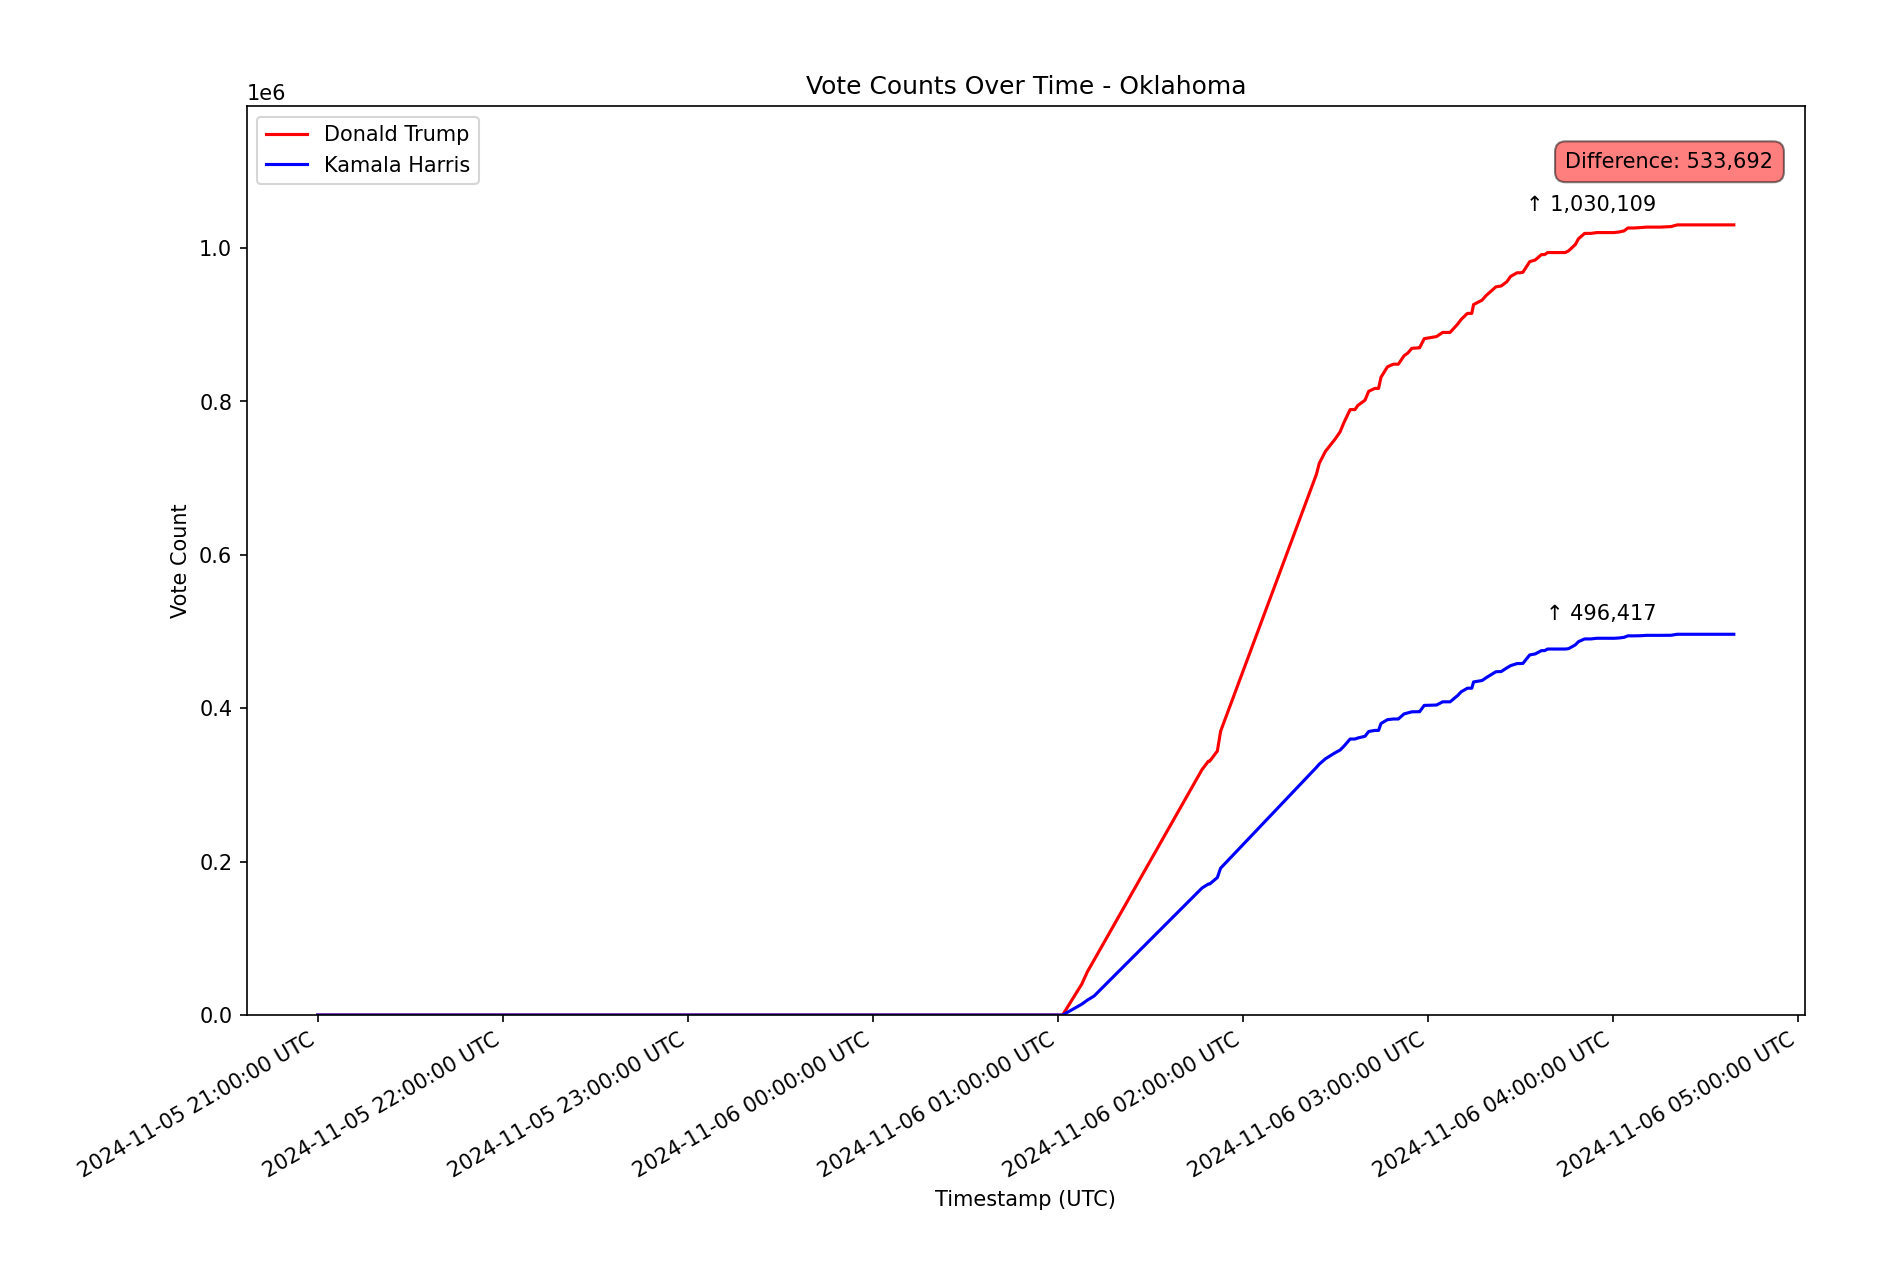 Vote Counts Over Time - Oklahoma
1e6
Donald Trump
Kamala Harris
Difference: 533,692
↑ 1,030,109
↑ 496,417
Vote Count
1.0
0.8
0.6
0.4
0.2
0.0
2024-11-05 21:00:00 UTC
2024-11-05 22:00:00 UTC
2024-11-05 23:00:00 UTC
2024-11-06 00:00:00 UTC
2024-11-06 01:00:00 UTC
2024-11-06 02:00:00 UTC
2024-11-06 03:00:00 UTC
2024-11-06 04:00:00 UTC
2024-11-06 05:00:00 UTC
Timestamp (UTC)